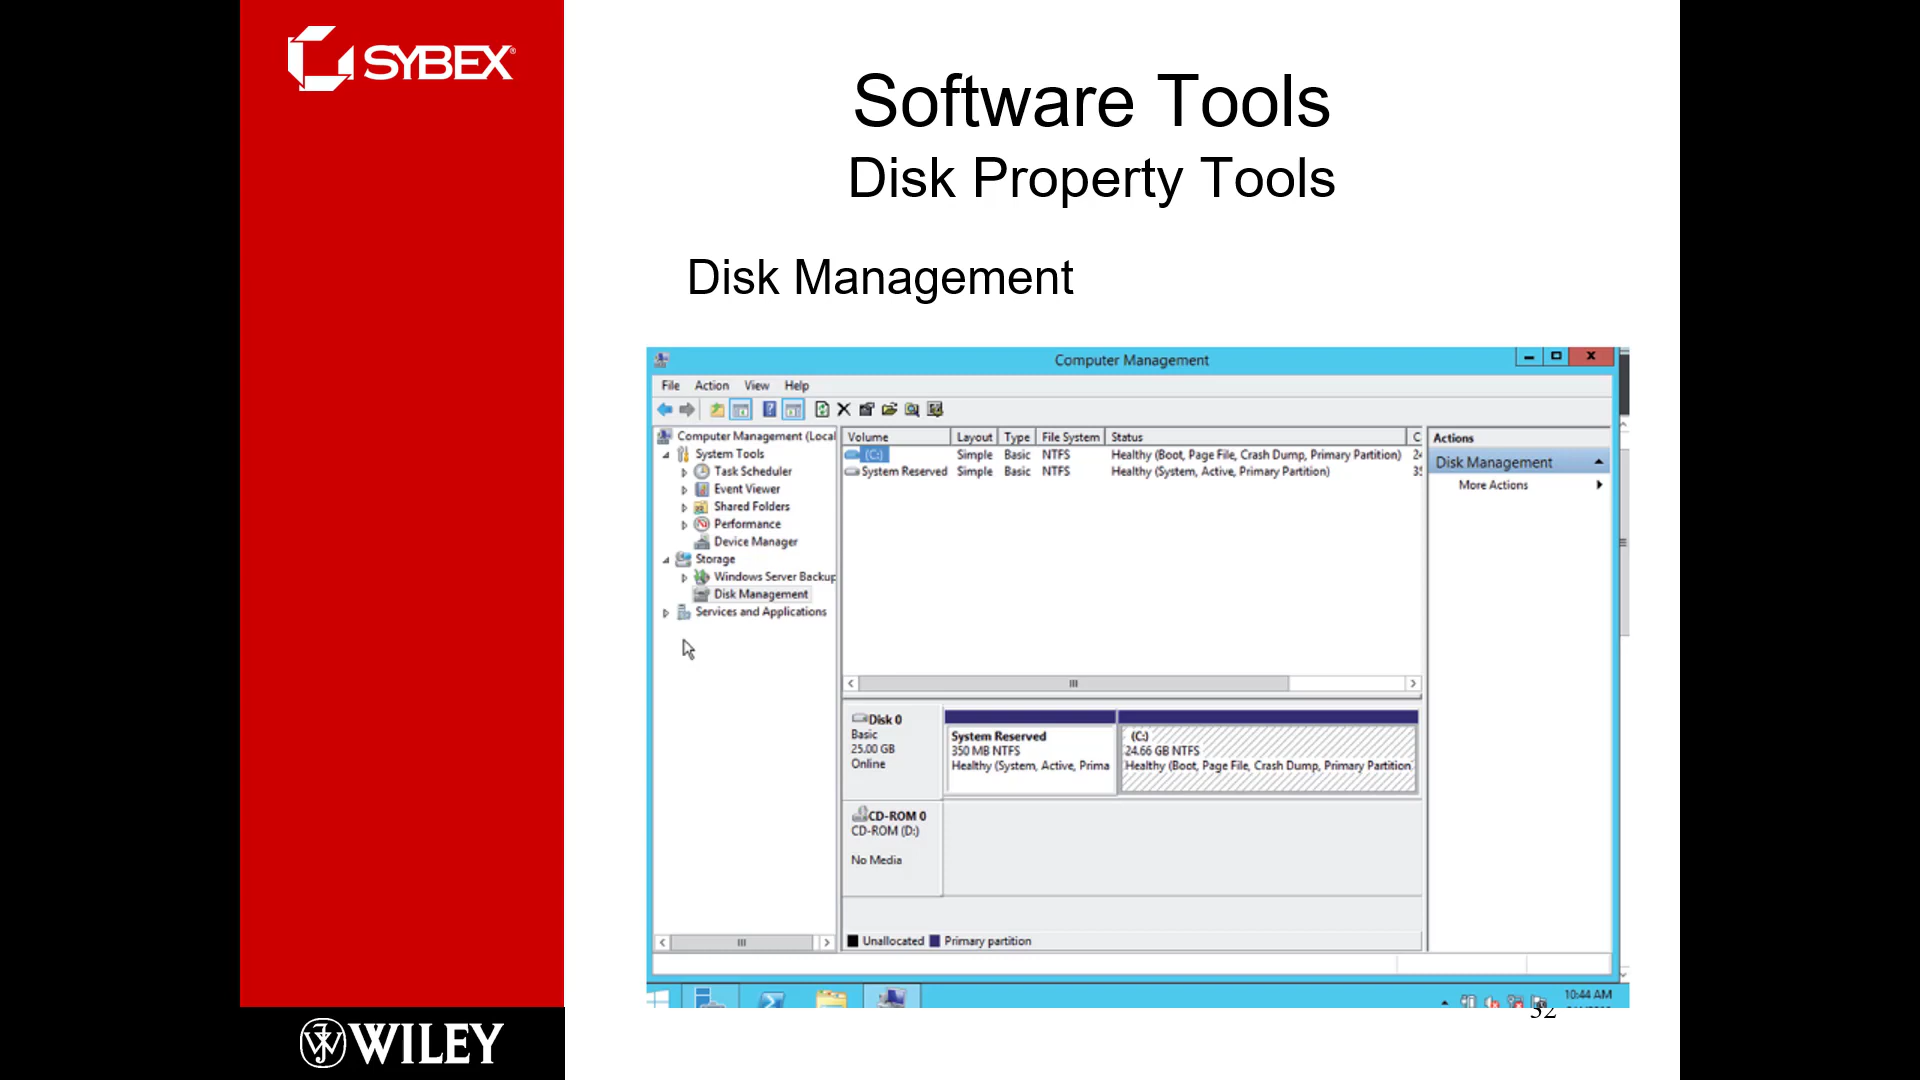 SYBEX®
Software Tools
Disk Property Tools
Disk Management
Computer Management
File Action View Help
Computer Management (Local
System Tools
Task Scheduler
Event Viewer
Shared Folders
Performance
Device Manager
Storage
Windows Server Backup
Disk Management
Services and Applications
Volume Layout Type File System Status C
(C:) Simple Basic NTFS Healthy (Boot, Page File, Crash Dump, Primary Partition) 24
System Reserved Simple Basic NTFS Healthy (System, Active, Primary Partition) 35
Actions
Disk Management
More Actions
Disk 0
Basic
25.00 GB
Online
System Reserved
350 MB NTFS
Healthy (System, Active, Prima
(C:)
24.66 GB NTFS
Healthy (Boot, Page File, Crash Dump, Primary Partition
CD-ROM 0
CD-ROM (D:)
No Media
Unallocated Primary partition
10:44 AM
32
WILEY